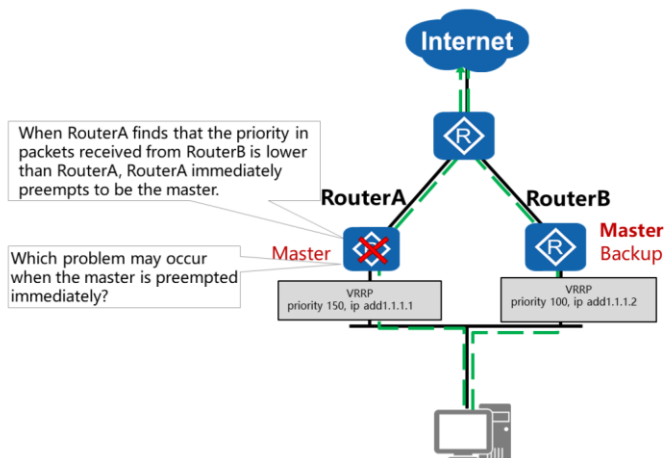 Internet
R
When RouterA finds that the priority in
packets received from RouterB is lower
than RouterA, RouterA immediately
preempts to be the master.
RouterA
RouterB
Which problem may occur
when the master is preempted
immediately?
Master
R
Master
Backup
VRRP
priority 150, ip add1.1.1.1
VRRP
priority 100, ip add1.1.1.2